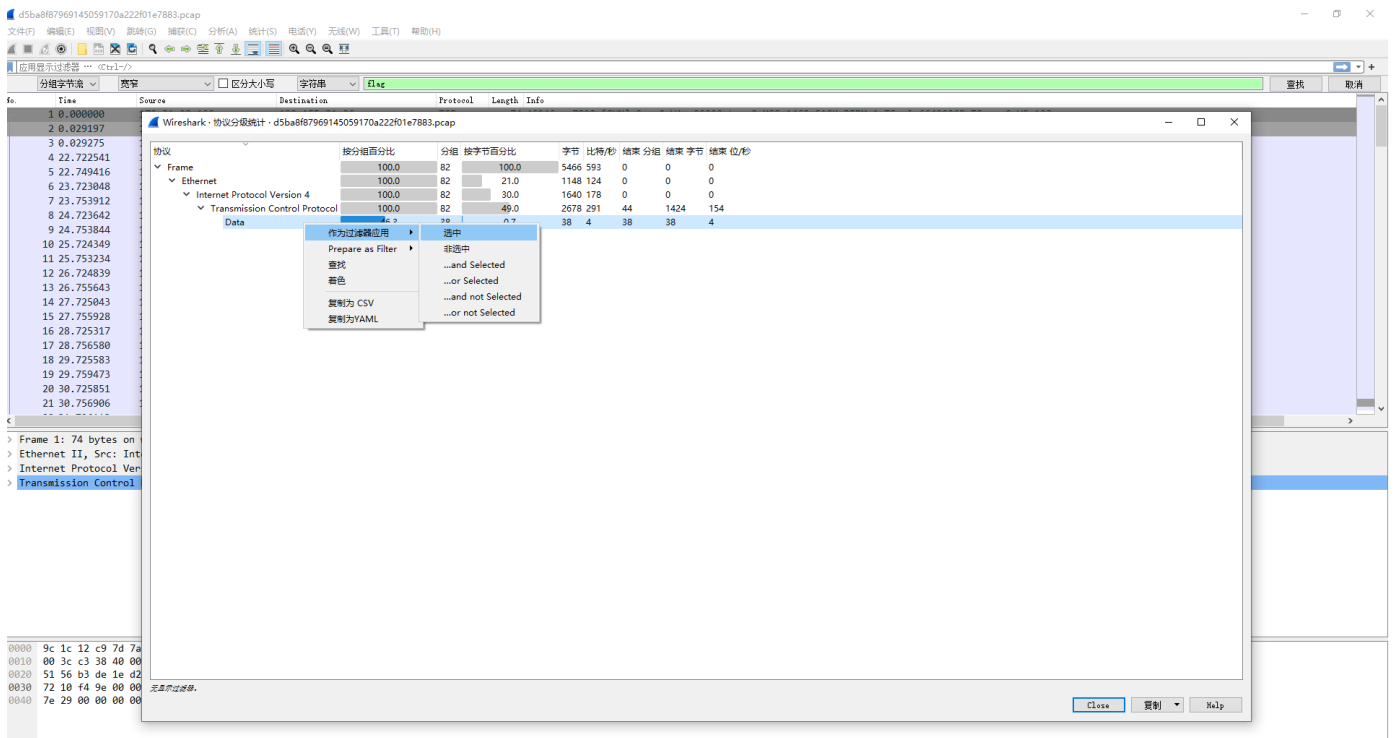 d5ba8f87969145059170a222f01e7883.pcap
文件(F) 编辑(E) 视图(V) 跳转(G) 捕获(C) 分析(A) 统计(S) 电话(Y) 无线(W) 工具(T) 帮助(H)
应用显示过滤器 … <Ctrl-/>
分组字节流 宽窄 区分大小写 字符串 flag 查找 取消
No. Time Source Destination Protocol Length Info
1 0.000000
2 0.029197
3 0.029275
4 22.722541
5 22.749416
6 23.723048
7 23.753912
8 24.723642
9 24.753844
10 25.724349
11 25.753234
12 26.724839
13 26.755643
14 27.725043
15 27.755928
16 28.725317
17 28.756580
18 29.725583
19 29.759473
20 30.725851
21 30.756906
Wireshark · 协议分级统计 · d5ba8f87969145059170a222f01e7883.pcap
协议 按分组百分比 分组 按字节百分比 字节 比特/秒 结束 分组 结束 字节 结束 位/秒
Frame 100.0 82 100.0 5466 593 0 0 0
Ethernet 100.0 82 21.0 1148 124 0 0 0
Internet Protocol Version 4 100.0 82 30.0 1640 178 0 0 0
Transmission Control Protocol 100.0 82 49.0 2678 291 44 1424 154
Data 46.3 38 0.7 38 4 38 38 4
作为过滤器应用
Prepare as Filter
查找
着色
复制为 CSV
复制为YAML
选中
非选中
...and Selected
...or Selected
...and not Selected
...or not Selected
无显示过滤器。
Close 复制 Help
Frame 1: 74 bytes on
Ethernet II, Src: Int
Internet Protocol Ver
Transmission Control
0000 9c 1c 12 c9 7d 7a
0010 00 3c c3 38 40 00
0020 51 56 b3 de 1e d2
0030 72 10 f4 9e 00 00
0040 7e 29 00 00 00 00